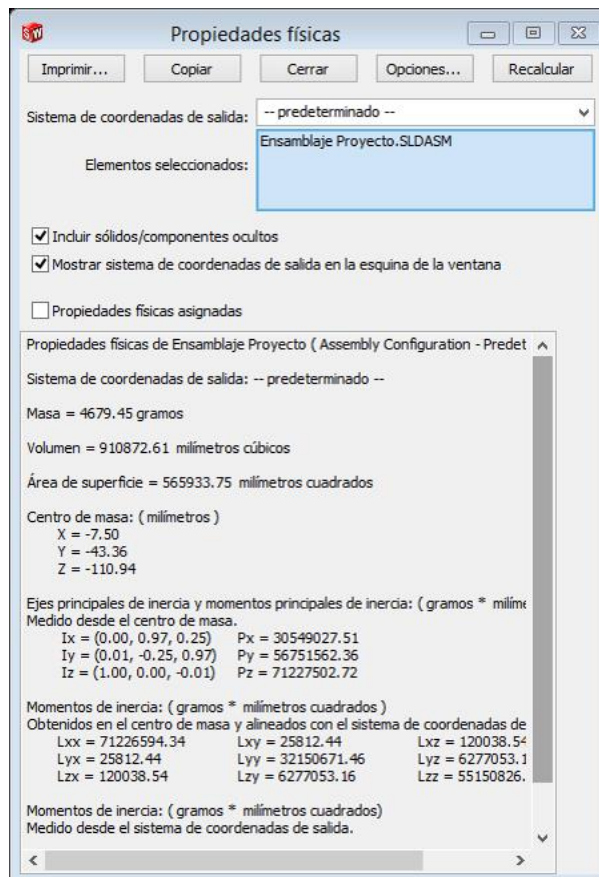 SW
Propiedades físicas
Imprimir... Copiar Cerrar Opciones... Recalcular
Sistema de coordenadas de salida: -- predeterminado --
Elementos seleccionados: Ensamblaje Proyecto.SLDASM
Incluir sólidos/componentes ocultos
Mostrar sistema de coordenadas de salida en la esquina de la ventana
Propiedades físicas asignadas
Propiedades físicas de Ensamblaje Proyecto ( Assembly Configuration - Predet
Sistema de coordenadas de salida: -- predeterminado --
Masa = 4679.45 gramos
Volumen = 910872.61 milímetros cúbicos
Área de superficie = 565933.75 milímetros cuadrados
Centro de masa: ( milímetros )
X = -7.50
Y = -43.36
Z = -110.94
Ejes principales de inercia y momentos principales de inercia: ( gramos * milíme
Medido desde el centro de masa.
Ix = (0.00, 0.97, 0.25) Px = 30549027.51
Iy = (0.01, -0.25, 0.97) Py = 56751562.36
Iz = (1.00, 0.00, -0.01) Pz = 71227502.72
Momentos de inercia: ( gramos * milímetros cuadrados )
Obtenidos en el centro de masa y alineados con el sistema de coordenadas de
Lxx = 71226594.34 Lxy = 25812.44 Lxz = 120038.54
Lyx = 25812.44 Lyy = 32150671.46 Lyz = 6277053.1
Lzx = 120038.54 Lzy = 6277053.16 Lzz = 55150826.
Momentos de inercia: ( gramos * milímetros cuadrados)
Medido desde el sistema de coordenadas de salida.